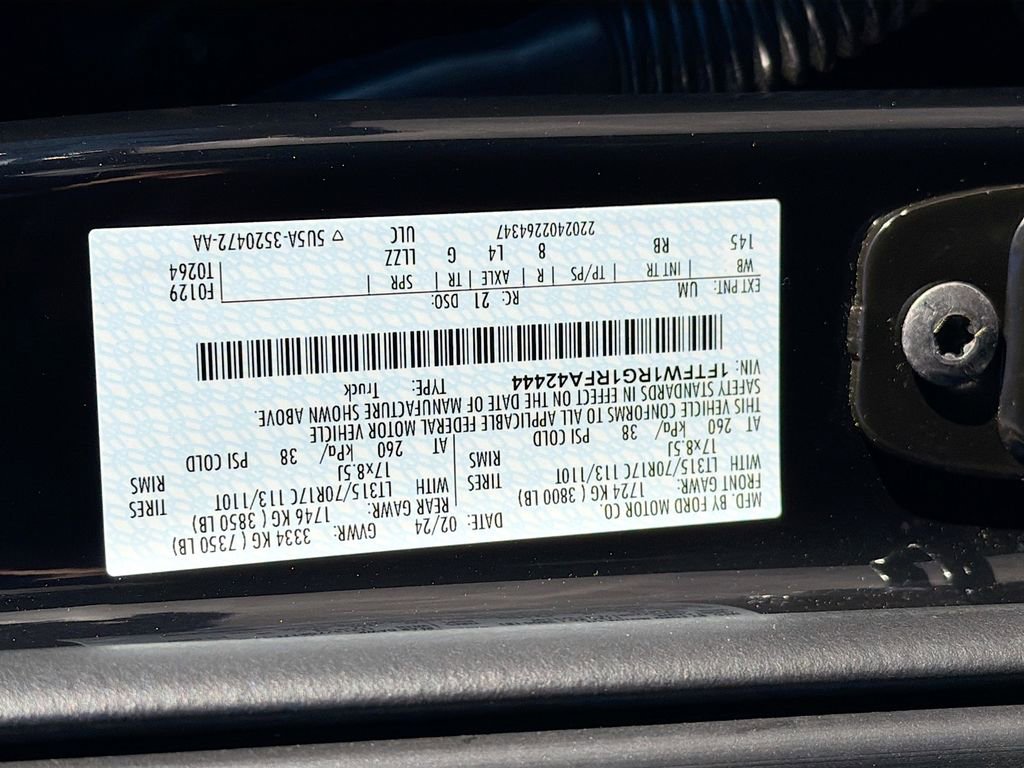 MFD. BY FORD MOTOR CO.
DATE: 02/24 GVWR: 3334 KG ( 7350 LB)
FRONT GAWR: 1724 KG ( 3800 LB) REAR GAWR: 1746 KG ( 3850 LB)
WITH LT315/70R17C 113/110T TIRES WITH LT315/70R17C 113/110T TIRES
17x8.5J RIMS 17x8.5J RIMS
AT 260 kPa/ 38 PSI COLD AT 260 kPa/ 38 PSI COLD
THIS VEHICLE CONFORMS TO ALL APPLICABLE FEDERAL MOTOR VEHICLE
SAFETY STANDARDS IN EFFECT ON THE DATE OF MANUFACTURE SHOWN ABOVE.
VIN: 1FTFW1RG1RFA42444 TYPE: Truck
EXT PNT: UM RC: 21 DSO: F0129
WB | INT TR | TP/PS | R | AXLE | TR | SPR | T0264
145 RB 8 L4 G LLZZ
2202402264347 ULC ▽ 5U5A-3520472-AA